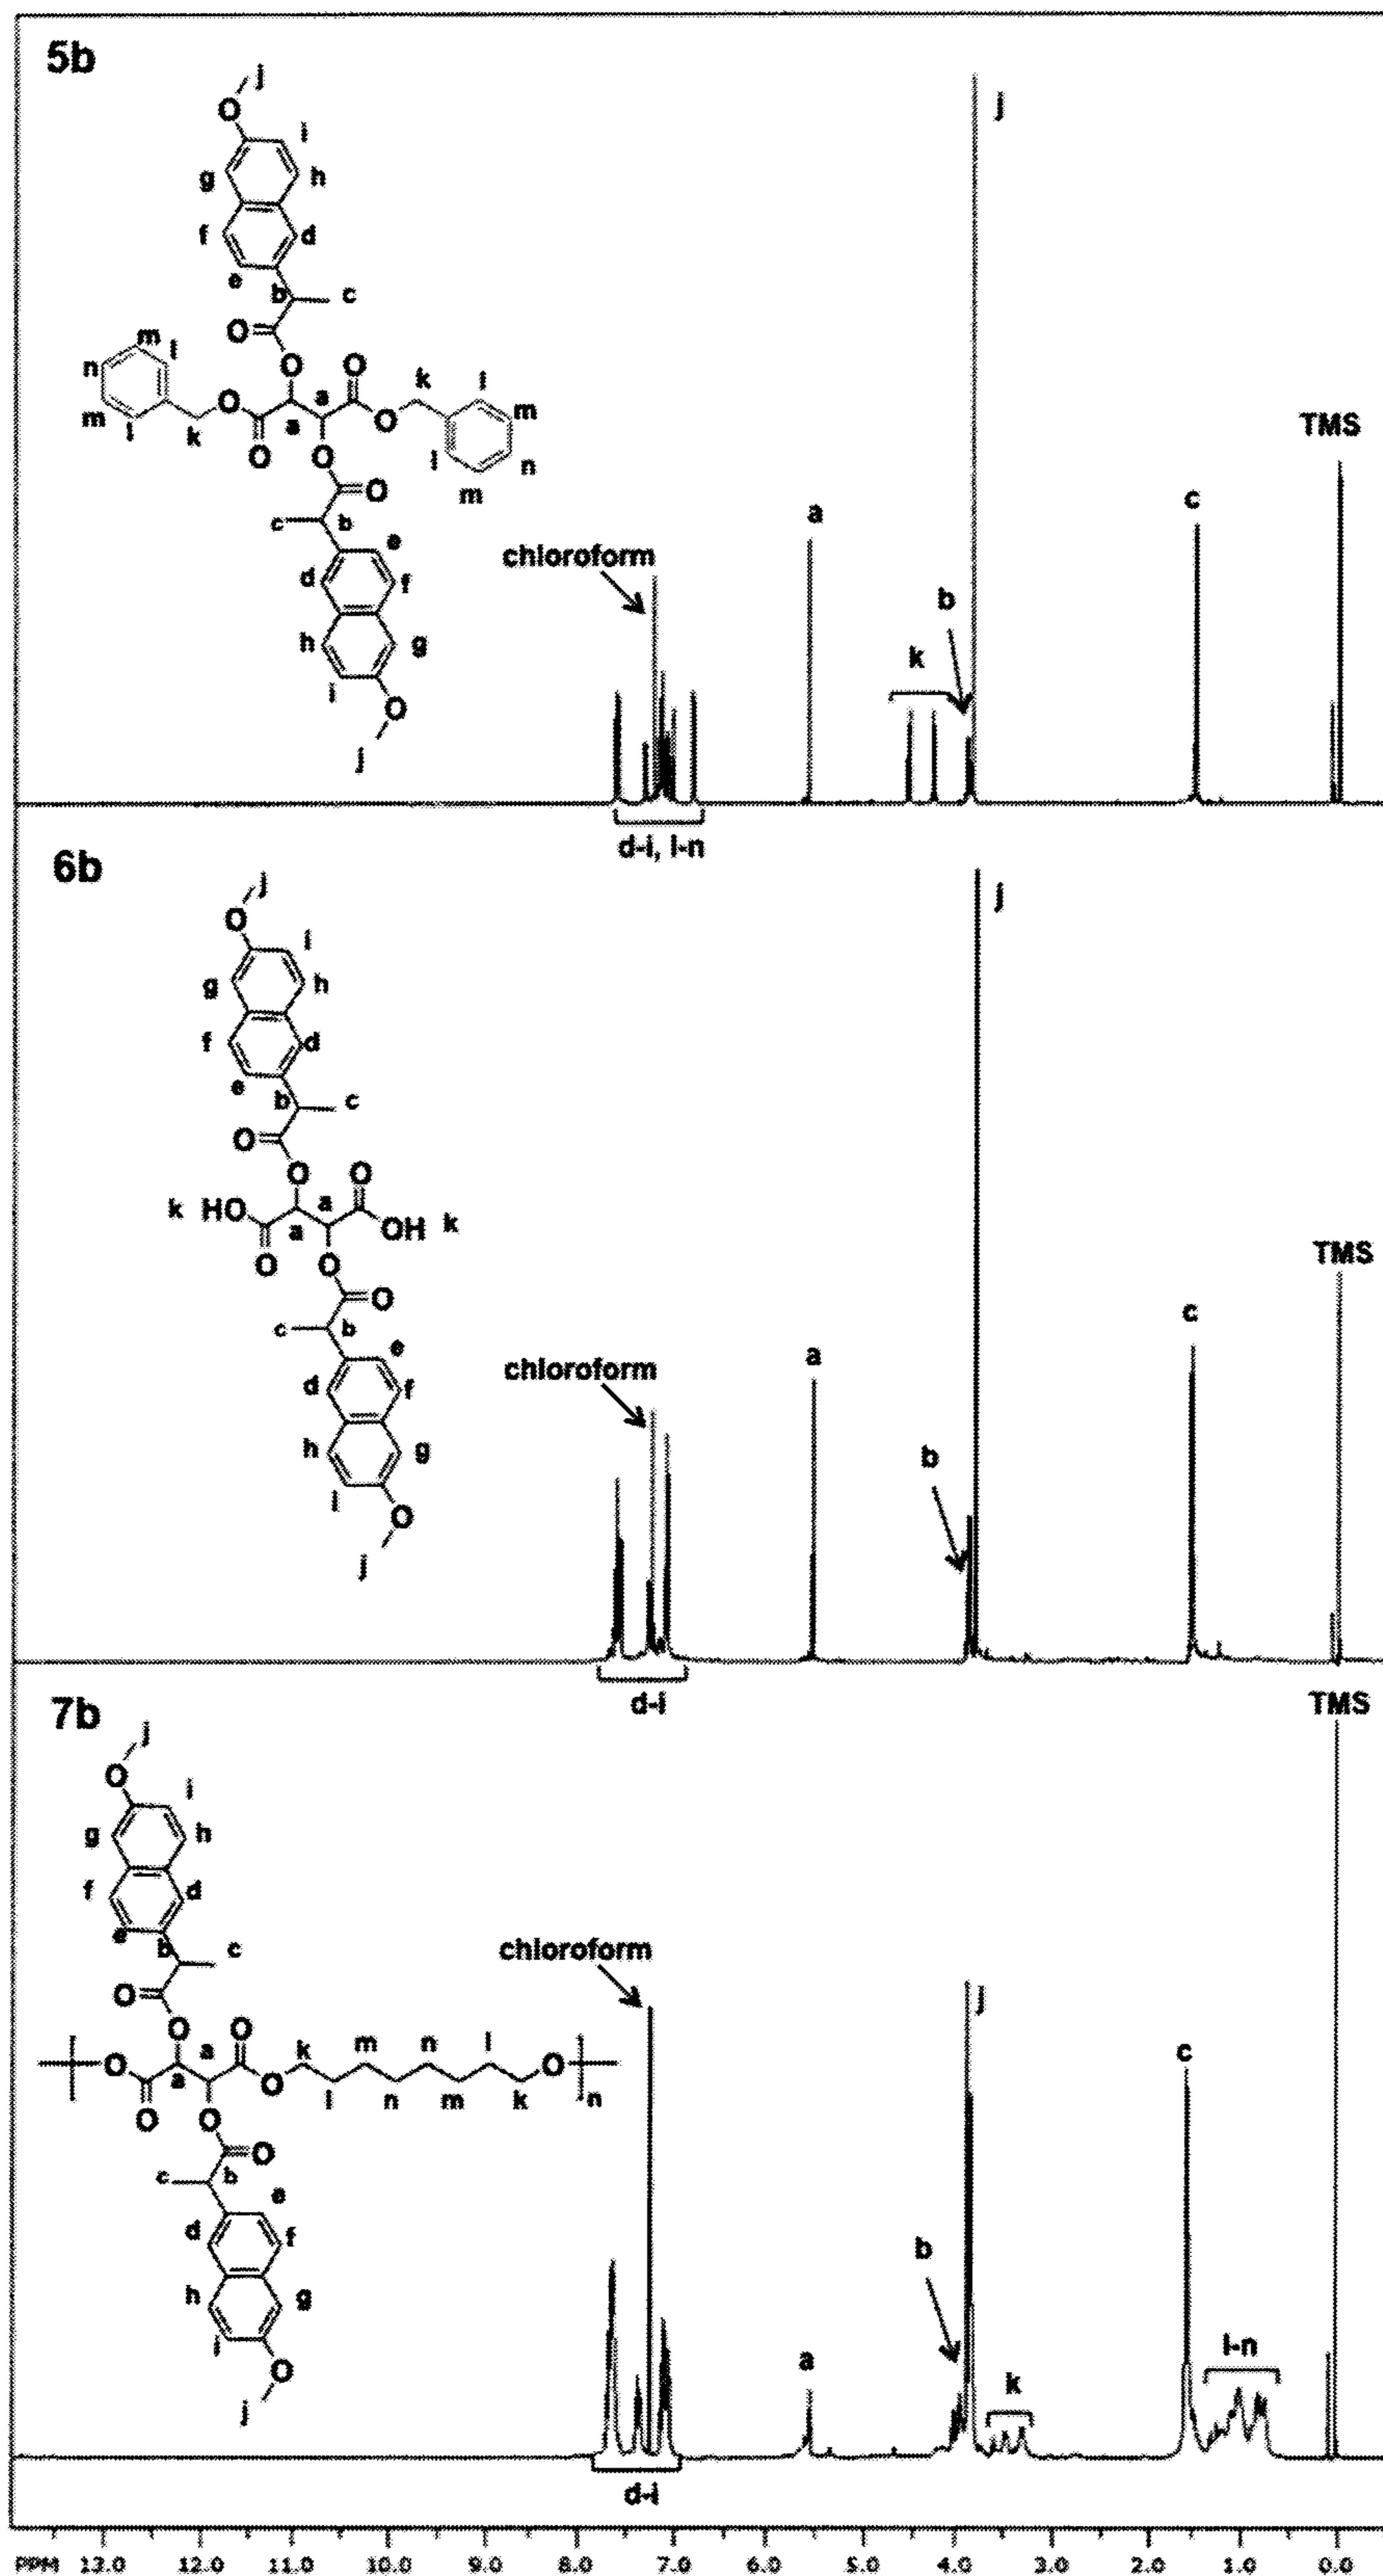 5b
j
O
i
g
h
f
d
e
b
c
O
m
l
n
O
O
k
l
m
O
a
a
O
m
l
k
O
O
l
n
m
O
c
b
e
d
f
h
g
i
O
j
chloroform
d-i, l-n
a
k
b
j
c
TMS
6b
j
O
i
g
h
f
d
e
b
c
O
O
O
k HO
a
a
OH k
O
O
O
c
b
e
d
f
h
g
i
O
j
chloroform
d-i
a
b
j
c
TMS
7b
j
O
i
g
h
f
d
e
b
c
O
O
O
O
a
a
O
O
O
k
m
n
l
O
l
n
m
k
n
O
c
b
e
d
f
h
g
i
O
j
chloroform
d-i
a
b
j
k
c
l-n
TMS
PPM 13.0 12.0 11.0 10.0 9.0 8.0 7.0 6.0 5.0 4.0 3.0 2.0 1.0 0.0